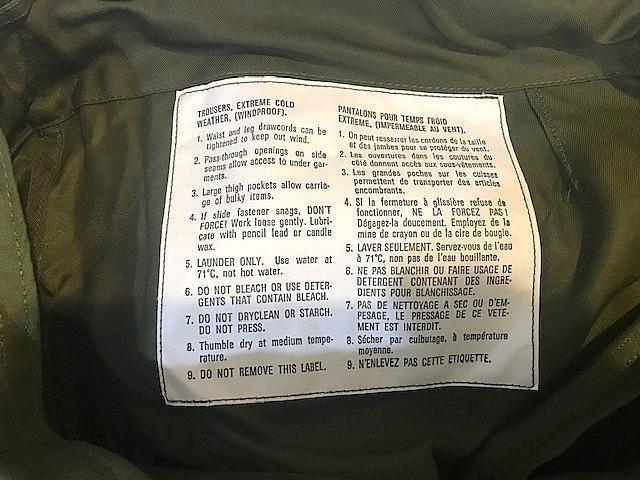 TROUSERS, EXTREME COLD
WEATHER, (WINDPROOF).
1. Waist and leg drawcords can be
tightened to keep out wind.
2. Pass-through openings on side
seams allow access to under gar-
ments.
3. Large thigh pockets allow carria-
ge of bulky items.
4. If slide fastener snags, DON'T
FORCE! Work loose gently. Lubri-
cate with pencil lead or candle
wax.
5. LAUNDER ONLY. Use water at
71°C, not hot water.
6. DO NOT BLEACH OR USE DETER-
GENTS THAT CONTAIN BLEACH.
7. DO NOT DRYCLEAN OR STARCH.
DO NOT PRESS.
8. Thumble dry at medium tempe-
rature.
9. DO NOT REMOVE THIS LABEL.
PANTALONS POUR TEMPS FROID
EXTREME, (IMPERMEABLE AU VENT).
1. On peut resserrer les cordons de la taille
et des jambes pour se protéger du vent.
2. Les ouvertures dans les coutures du
côté donnent accès aux sous-vêtements.
3. Les grandes poches sur les cuisses
permettent de transporter des articles
encombrants.
4. Si la fermeture à glissière refuse de
fonctionner, NE LA FORCEZ PAS!
Dégagez-la doucement. Employez de la
mine de crayon ou de la cire de bougie.
5. LAVER SEULEMENT. Servez-vous de l'eau
à 71°C, non pas de l'eau bouillante.
6. NE PAS BLANCHIR OU FAIRE USAGE DE
DETERGENT CONTENANT DES INGRE-
DIENTS POUR BLANCHISSAGE.
7. PAS DE NETTOYAGE A SEC OU D'EM-
PESAGE, LE PRESSAGE DE CE VETE-
MENT EST INTERDIT.
8. Sécher par culbutage, à température
moyenne.
9. N'ENLEVEZ PAS CETTE ETIQUETTE.